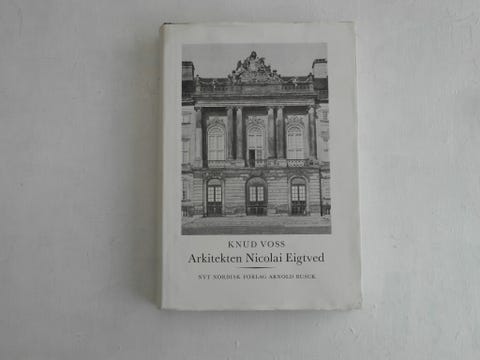 KNUD VOSS
Arkitekten Nicolai Eigtved
NYT NORDISK FORLAG ARNOLD BUSCK